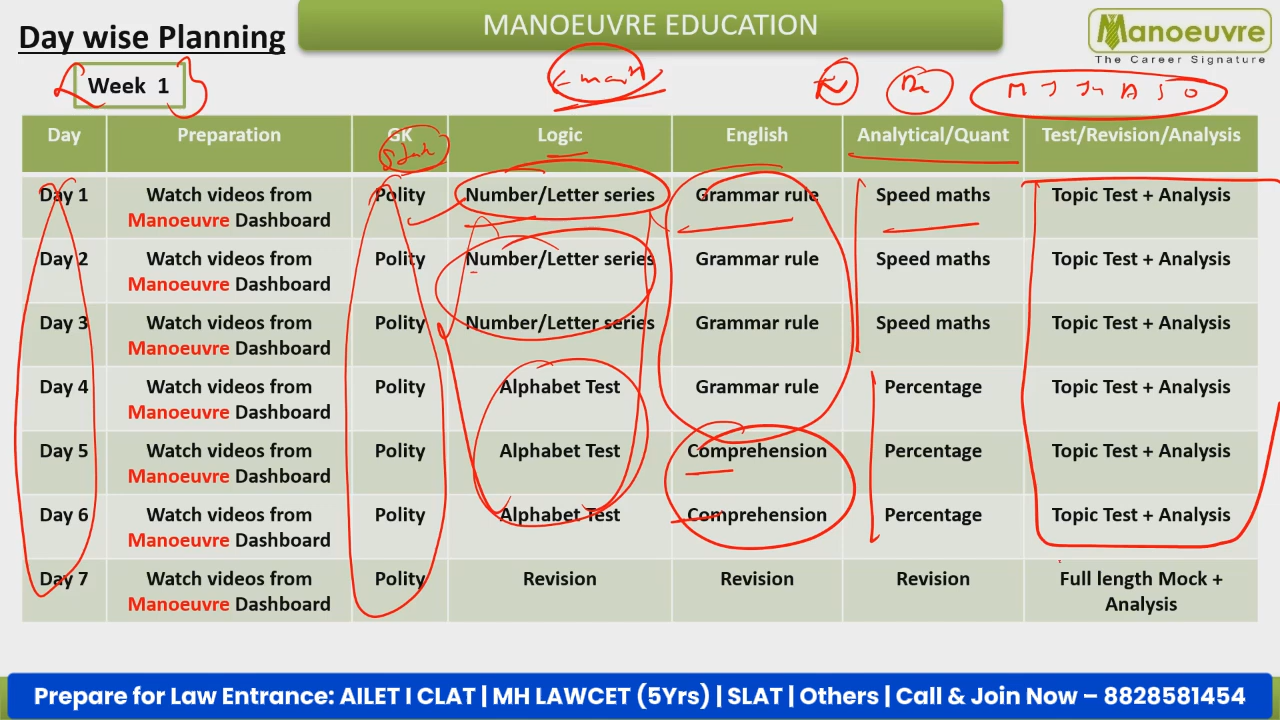 Day wise Planning
MANOEUVRE EDUCATION
Manoeuvre
The Career Signature
Week 1
Day Preparation GK Logic English Analytical/Quant Test/Revision/Analysis
Day 1 Watch videos from Manoeuvre Dashboard Polity Number/Letter series Grammar rule Speed maths Topic Test + Analysis
Day 2 Watch videos from Manoeuvre Dashboard Polity Number/Letter series Grammar rule Speed maths Topic Test + Analysis
Day 3 Watch videos from Manoeuvre Dashboard Polity Number/Letter series Grammar rule Speed maths Topic Test + Analysis
Day 4 Watch videos from Manoeuvre Dashboard Polity Alphabet Test Grammar rule Percentage Topic Test + Analysis
Day 5 Watch videos from Manoeuvre Dashboard Polity Alphabet Test Comprehension Percentage Topic Test + Analysis
Day 6 Watch videos from Manoeuvre Dashboard Polity Alphabet Test Comprehension Percentage Topic Test + Analysis
Day 7 Watch videos from Manoeuvre Dashboard Polity Revision Revision Revision Full length Mock + Analysis
Prepare for Law Entrance: AILET I CLAT | MH LAWCET (5Yrs) | SLAT | Others | Call & Join Now – 8828581454